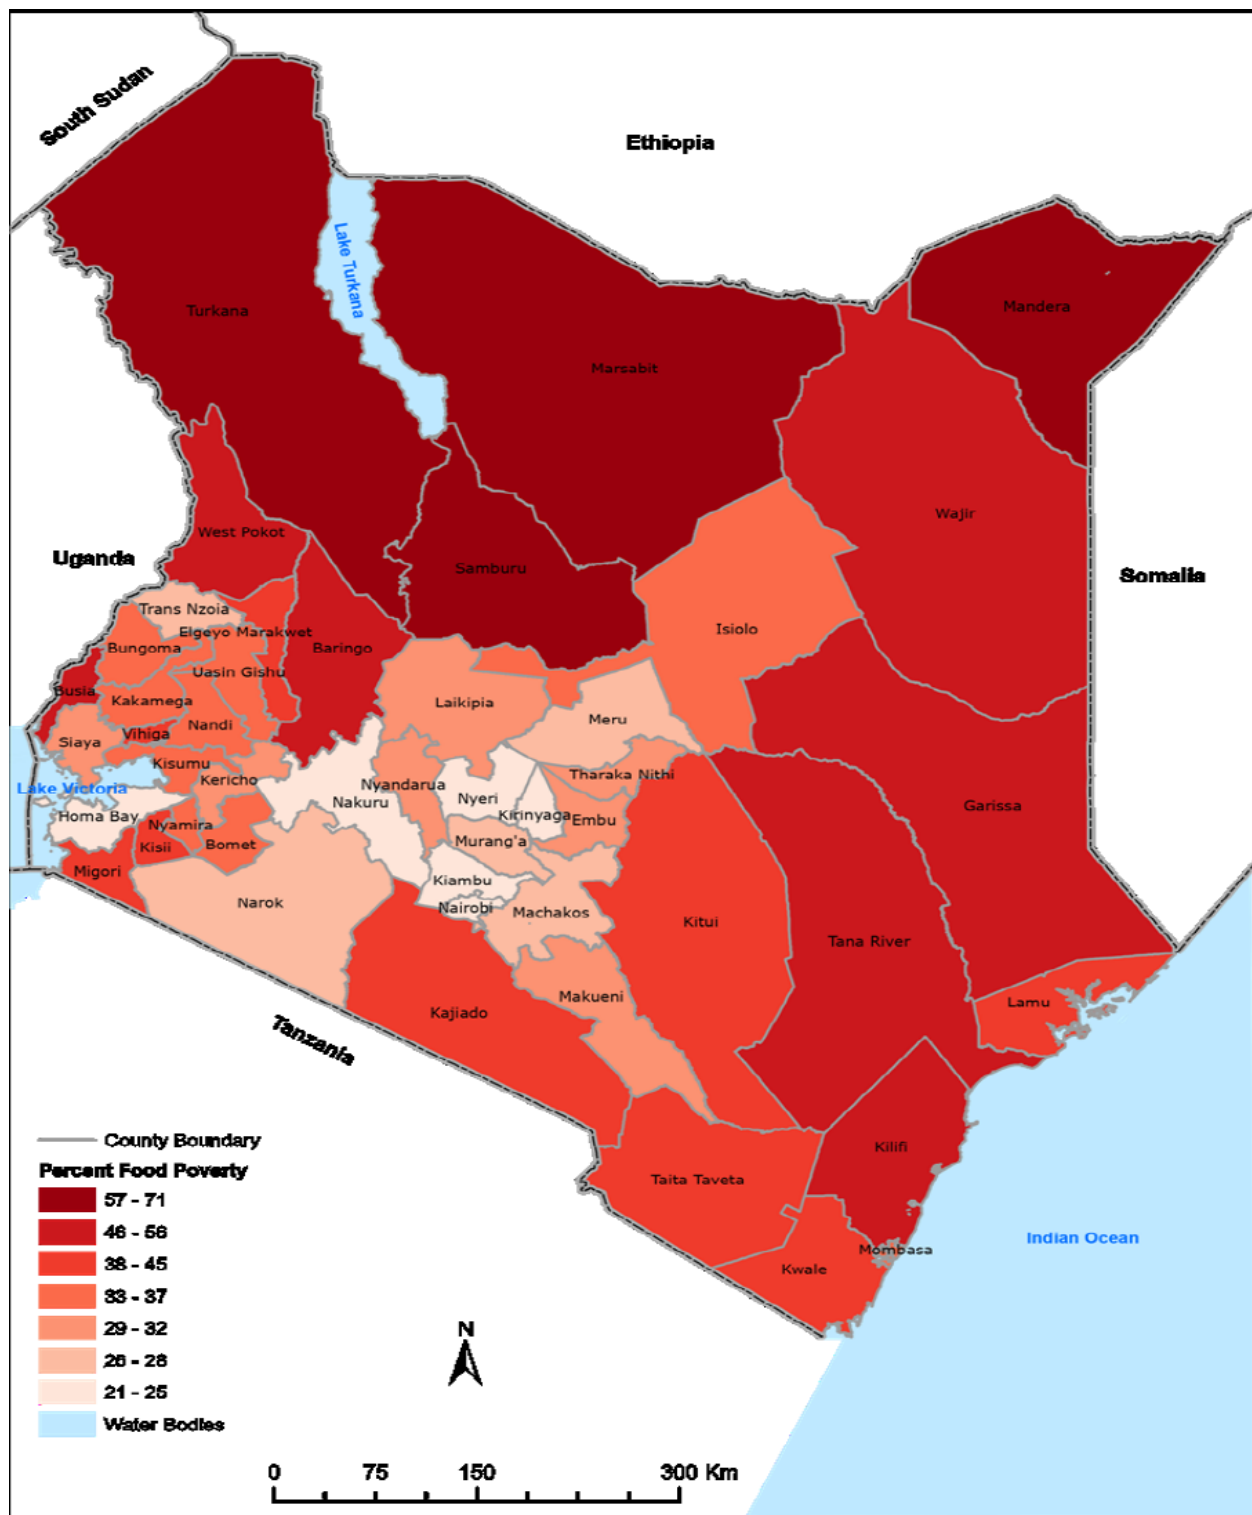 South Sudan
Ethiopia
Lake Turkana
Turkana
Marsabit
Mandera
West Pokot
Wajir
Uganda
Samburu
Somalia
Trans Nzoia
Elgeyo Marakwet
Isiolo
Bungoma
Baringo
Uasin Gishu
Busia
Kakamega
Laikipia
Meru
Nandi
Vihiga
Siaya
Kisumu
Kericho
Tharaka Nithi
Nyandarua
Lake Victoria
Nakuru
Nyeri
Garissa
Homa Bay
Kirinyaga
Embu
Nyamira
Murang'a
Kisii
Bomet
Migori
Kiambu
Narok
Nairobi
Machakos
Kitui
Tana River
Makueni
Lamu
Kajiado
Tanzania
Kilifi
Taita Taveta
Mombasa
Indian Ocean
Kwale
County Boundary
Percent Food Poverty
57 - 71
46 - 56
38 - 45
33 - 37
29 - 32
26 - 28
21 - 25
Water Bodies
N
0 75 150 300 Km